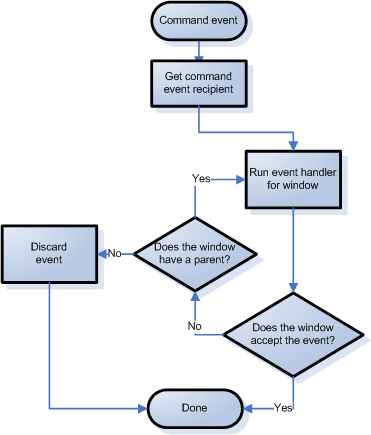 Command event
Get command
event recipient
Run event handler
for window
Yes
Does the window
have a parent?
No
Discard
event
No
Does the window
accept the event?
Yes
Done